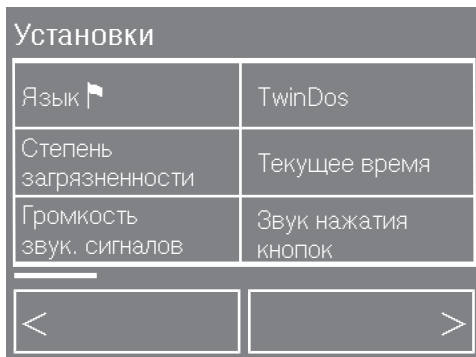 Установки
Язык
TwinDos
Степень
загрязненности
Текущее время
Громкость
звук. сигналов
Звук нажатия
кнопок
<
>